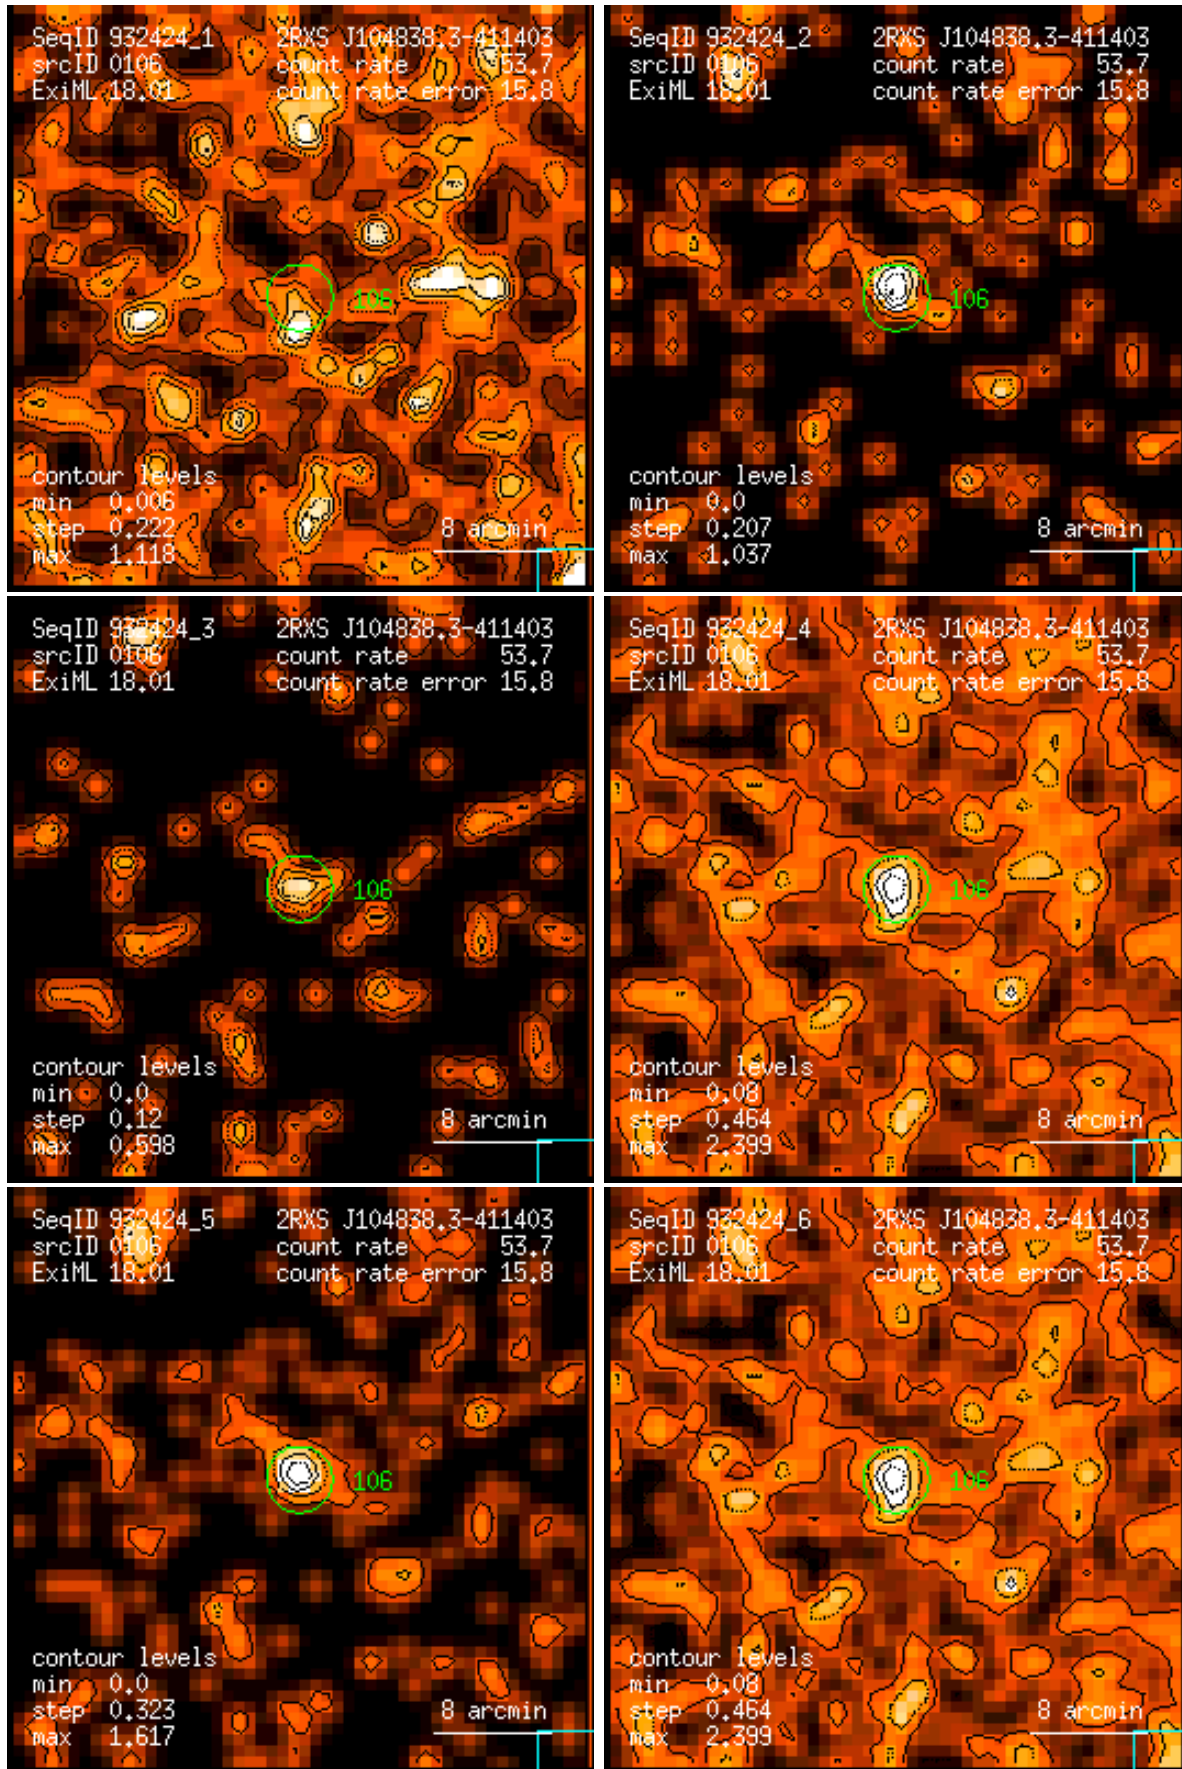 SeqID 932424_1 2RXS J104838.3-411403
srcID 0106 count rate 53.7
ExiML 18.01 count rate error 15.8
106
contour levels
min 0.006
step 0.222 8 arcmin
max 1.118
SeqID 932424_2 2RXS J104838.3-411403
srcID 0106 count rate 53.7
ExiML 18.01 count rate error 15.8
106
contour levels
min 0.0
step 0.207 8 arcmin
max 1.037
SeqID 932424_3 2RXS J104838.3-411403
srcID 0106 count rate 53.7
ExiML 18.01 count rate error 15.8
106
contour levels
min 0.0
step 0.12 8 arcmin
max 0.598
SeqID 932424_4 2RXS J104838.3-411403
srcID 0106 count rate 53.7
ExiML 18.01 count rate error 15.8
106
contour levels
min 0.08
step 0.464 8 arcmin
max 2.399
SeqID 932424_5 2RXS J104838.3-411403
srcID 0106 count rate 53.7
ExiML 18.01 count rate error 15.8
106
contour levels
min 0.0
step 0.323 8 arcmin
max 1.617
SeqID 932424_6 2RXS J104838.3-411403
srcID 0106 count rate 53.7
ExiML 18.01 count rate error 15.8
106
contour levels
min 0.08
step 0.464 8 arcmin
max 2.399